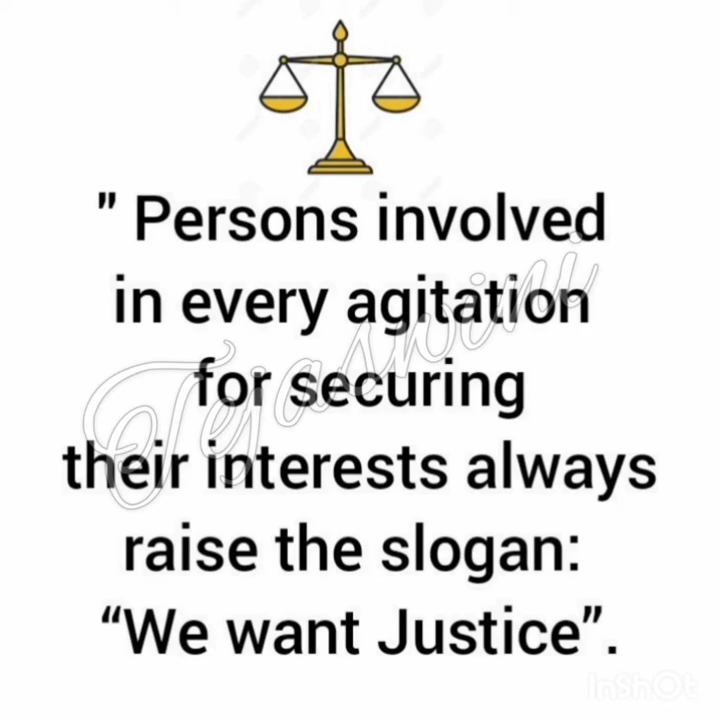 " Persons involved
in every agitation
for securing
their interests always
raise the slogan:
“We want Justice”.
Tejaswini
InShOt